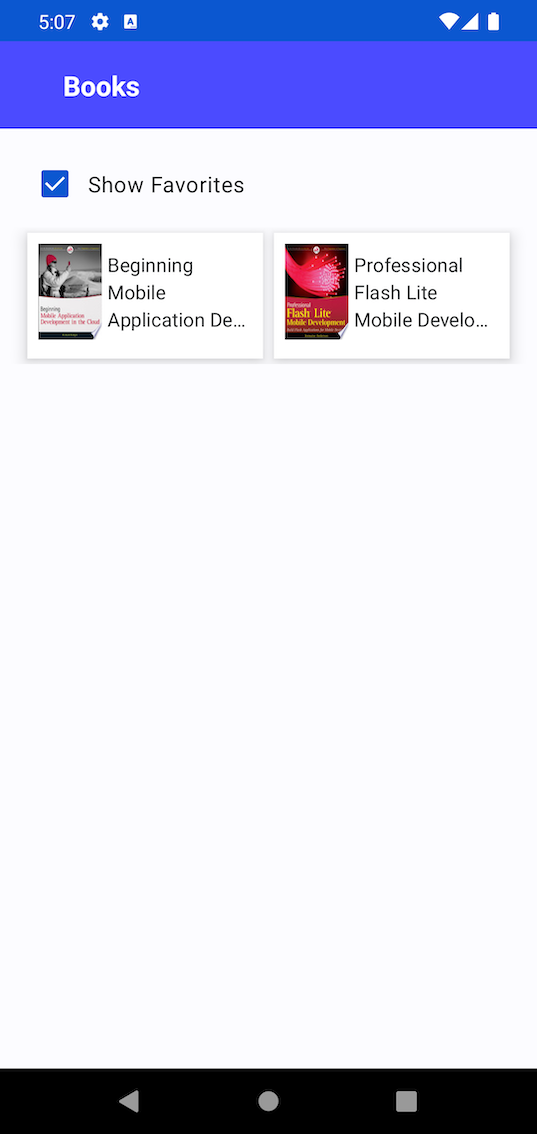 5:07
Books
Show Favorites
Beginning
Mobile
Application De…
Beginning
Mobile Application
Development in the Cloud
Professional
Flash Lite
Mobile Develo…
Professional
Flash Lite
Mobile Development